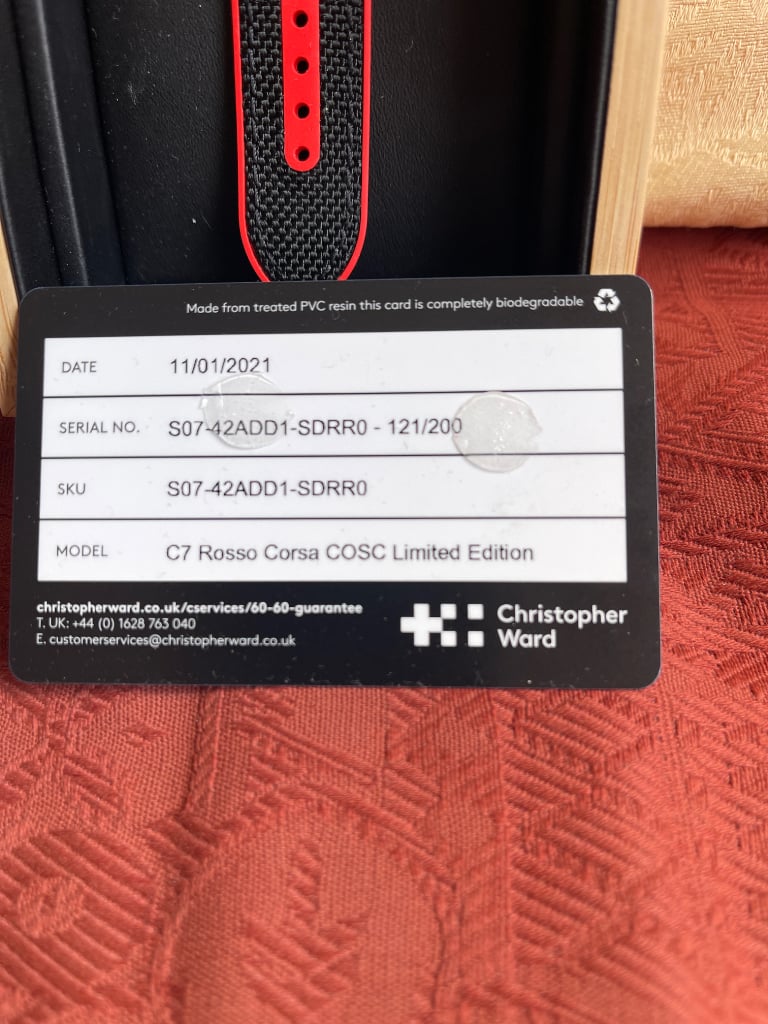 Made from treated PVC resin this card is completely biodegradable
DATE 11/01/2021
SERIAL NO. S07-42ADD1-SDRR0 - 121/200
SKU S07-42ADD1-SDRR0
MODEL C7 Rosso Corsa COSC Limited Edition
christopherward.co.uk/cservices/60-60-guarantee
T. UK: +44 (0) 1628 763 040
E. customerservices@christopherward.co.uk
Christopher
Ward